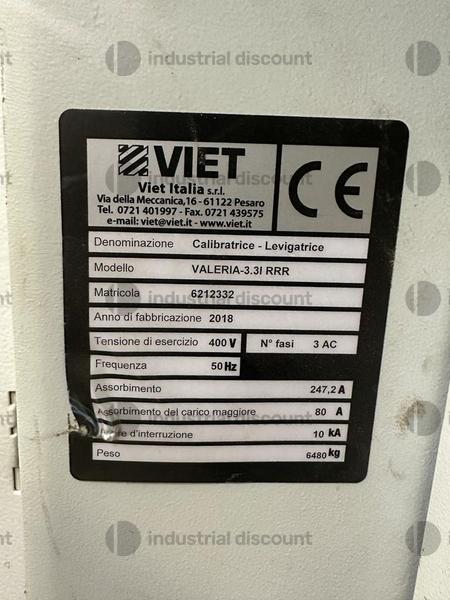 industrial discount industrial discount
VIET
Viet Italia s.r.l.
Via della Meccanica,16 - 61122 Pesaro
Tel. 0721 401997 - Fax. 0721 439575
e-mail: viet@viet.it - www.viet.it
CE
Denominazione Calibratrice - Levigatrice
Modello VALERIA-3.3I RRR
Matricola 6212332
Anno di fabbricazione 2018
Tensione di esercizio 400 V N° fasi 3 AC
Frequenza 50 Hz
Assorbimento 247,2 A
Assorbimento del carico maggiore 80 A
d'interruzione 10 kA
Peso 6480 kg
industrial discount industrial discount